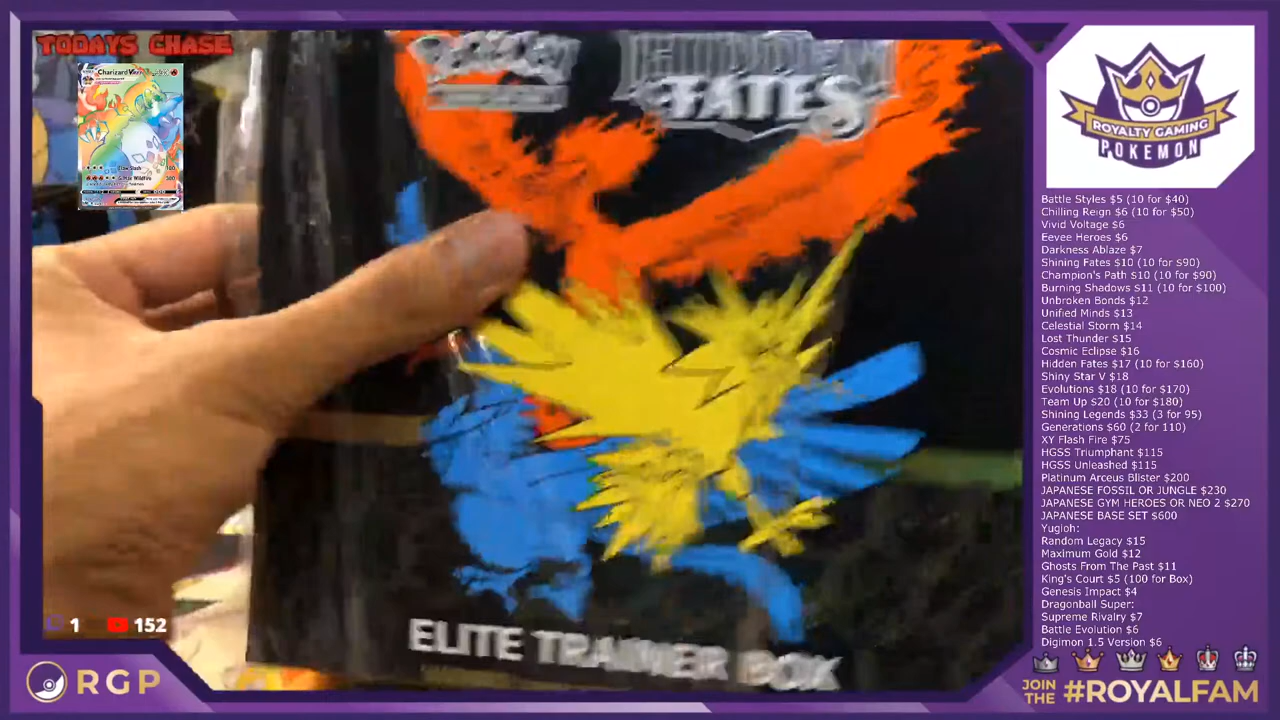 TODAYS CHASE
Charizard
Claw Slash 100
G-Max Wildfire 300
FATES
ELITE TRAINER BOX
1 152
RGP
ROYALTY GAMING
POKEMON
Battle Styles $5 (10 for $40)
Chilling Reign $6 (10 for $50)
Vivid Voltage $6
Eevee Heroes $6
Darkness Ablaze $7
Shining Fates $10 (10 for $90)
Champion's Path $10 (10 for $90)
Burning Shadows $11 (10 for $100)
Unbroken Bonds $12
Unified Minds $13
Celestial Storm $14
Lost Thunder $15
Cosmic Eclipse $16
Hidden Fates $17 (10 for $160)
Shiny Star V $18
Evolutions $18 (10 for $170)
Team Up $20 (10 for $180)
Shining Legends $33 (3 for 95)
Generations $60 (2 for 110)
XY Flash Fire $75
HGSS Triumphant $115
HGSS Unleashed $115
Platinum Arceus Blister $200
JAPANESE FOSSIL OR JUNGLE $230
JAPANESE GYM HEROES OR NEO 2 $270
JAPANESE BASE SET $600
Yugioh:
Random Legacy $15
Maximum Gold $12
Ghosts From The Past $11
King's Court $5 (100 for Box)
Genesis Impact $4
Dragonball Super:
Supreme Rivalry $7
Battle Evolution $6
Digimon 1.5 Version $6
JOIN THE #ROYALFAM